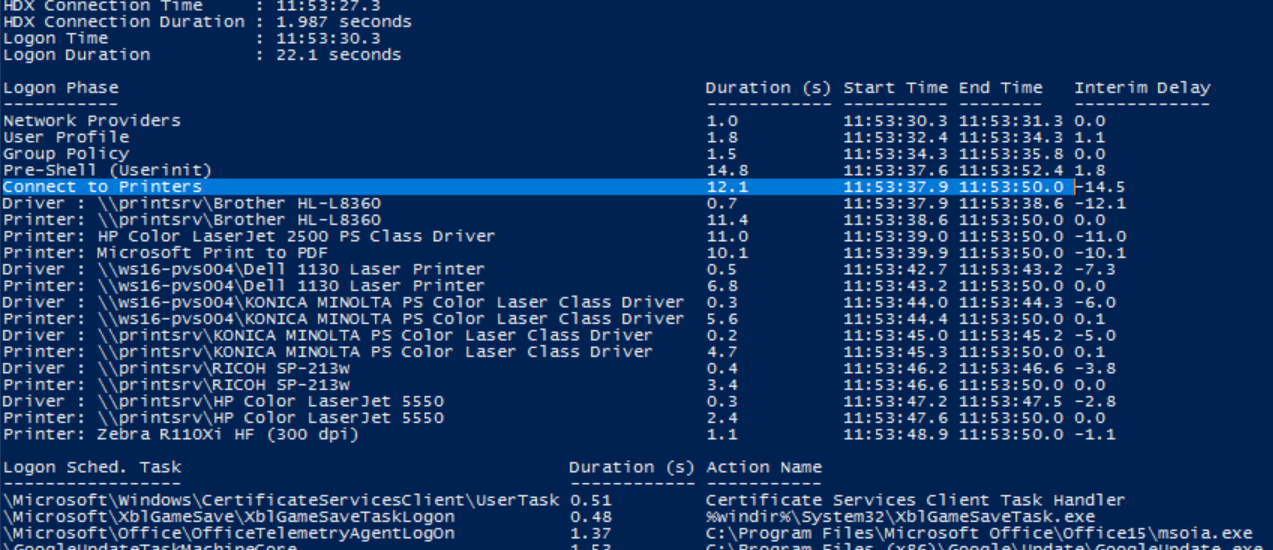 HDX Connection Time     : 11:53:27.3
HDX Connection Duration : 1.987 seconds
Logon Time              : 11:53:30.3
Logon Duration          : 22.1 seconds
Logon Phase Duration (s) Start Time End Time Interim Delay
----------- ------------ ---------- -------- -------------
Network Providers 1.0 11:53:30.3 11:53:31.3 0.0
User Profile 1.8 11:53:32.4 11:53:34.3 1.1
Group Policy 1.5 11:53:34.3 11:53:35.8 0.0
Pre-Shell (Userinit) 14.8 11:53:37.6 11:53:52.4 1.8
Connect to Printers 12.1 11:53:37.9 11:53:50.0 -14.5
Driver : \\printsrv\Brother HL-L8360 0.7 11:53:37.9 11:53:38.6 -12.1
Printer: \\printsrv\Brother HL-L8360 11.4 11:53:38.6 11:53:50.0 0.0
Printer: HP Color LaserJet 2500 PS Class Driver 11.0 11:53:39.0 11:53:50.0 -11.0
Printer: Microsoft Print to PDF 10.1 11:53:39.9 11:53:50.0 -10.1
Driver : \\ws16-pvs004\Dell 1130 Laser Printer 0.5 11:53:42.7 11:53:43.2 -7.3
Printer: \\ws16-pvs004\Dell 1130 Laser Printer 6.8 11:53:43.2 11:53:50.0 0.0
Driver : \\ws16-pvs004\KONICA MINOLTA PS Color Laser Class Driver 0.3 11:53:44.0 11:53:44.3 -6.0
Printer: \\ws16-pvs004\KONICA MINOLTA PS Color Laser Class Driver 5.6 11:53:44.4 11:53:50.0 0.1
Driver : \\printsrv\KONICA MINOLTA PS Color Laser Class Driver 0.2 11:53:45.0 11:53:45.2 -5.0
Printer: \\printsrv\KONICA MINOLTA PS Color Laser Class Driver 4.7 11:53:45.3 11:53:50.0 0.1
Driver : \\printsrv\RICOH SP-213w 0.4 11:53:46.2 11:53:46.6 -3.8
Printer: \\printsrv\RICOH SP-213w 3.4 11:53:46.6 11:53:50.0 0.0
Driver : \\printsrv\HP Color LaserJet 5550 0.3 11:53:47.2 11:53:47.5 -2.8
Printer: \\printsrv\HP Color LaserJet 5550 2.4 11:53:47.6 11:53:50.0 0.0
Printer: Zebra R110Xi HF (300 dpi) 1.1 11:53:48.9 11:53:50.0 -1.1
Logon Sched. Task Duration (s) Action Name
----------------- ------------ -----------
\Microsoft\Windows\CertificateServicesClient\UserTask 0.51 Certificate Services Client Task Handler
\Microsoft\XblGameSave\XblGameSaveTaskLogon 0.48 %windir%\System32\XblGameSaveTask.exe
\Microsoft\Office\OfficeTelemetryAgentLogOn 1.37 C:\Program Files\Microsoft Office\Office15\msoia.exe
\GoogleUpdateTaskMachineCore 1.53 C:\Program Files (x86)\Google\Update\GoogleUpdate.exe